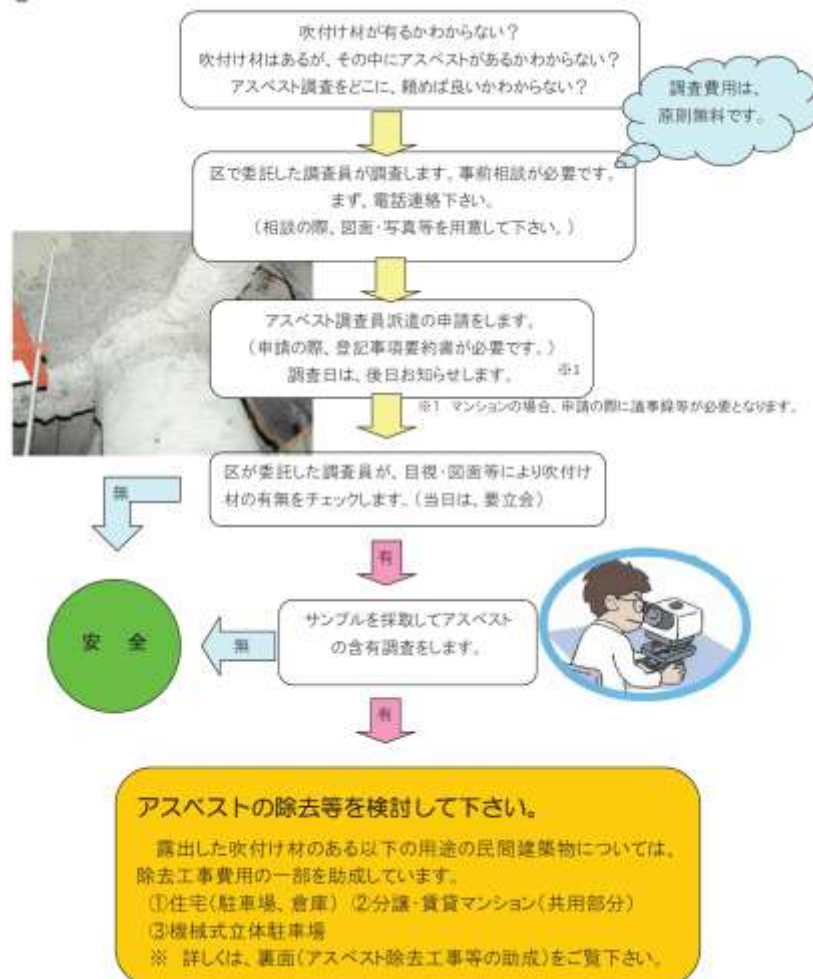 吹付け材が有るかわからない？
吹付け材はあるが、その中にアスベストがあるかわからない？
アスベスト調査をどこに、頼めば良いかわからない？
調査費用は、
原則無料です。
区で委託した調査員が調査します。事前相談が必要です。
まず、電話連絡下さい。
（相談の際、図面・写真等を用意して下さい。）
アスベスト調査員派遣の申請をします。
（申請の際、登記事項要約書が必要です。）
調査日は、後日お知らせします。 ※1
※1 マンションの場合、申請の際に議事録等が必要となります。
区が委託した調査員が、目視・図面等により吹付け
材の有無をチェックします。（当日は、要立会）
無
有
サンプルを採取してアスベスト
の含有調査をします。
無
安 全
有
アスベストの除去等を検討して下さい。
露出した吹付け材のある以下の用途の民間建築物については、
除去工事費用の一部を助成しています。
①住宅（駐車場、倉庫） ②分譲・賃貸マンション（共用部分）
③機械式立体駐車場
※ 詳しくは、裏面（アスベスト除去工事等の助成）をご覧下さい。